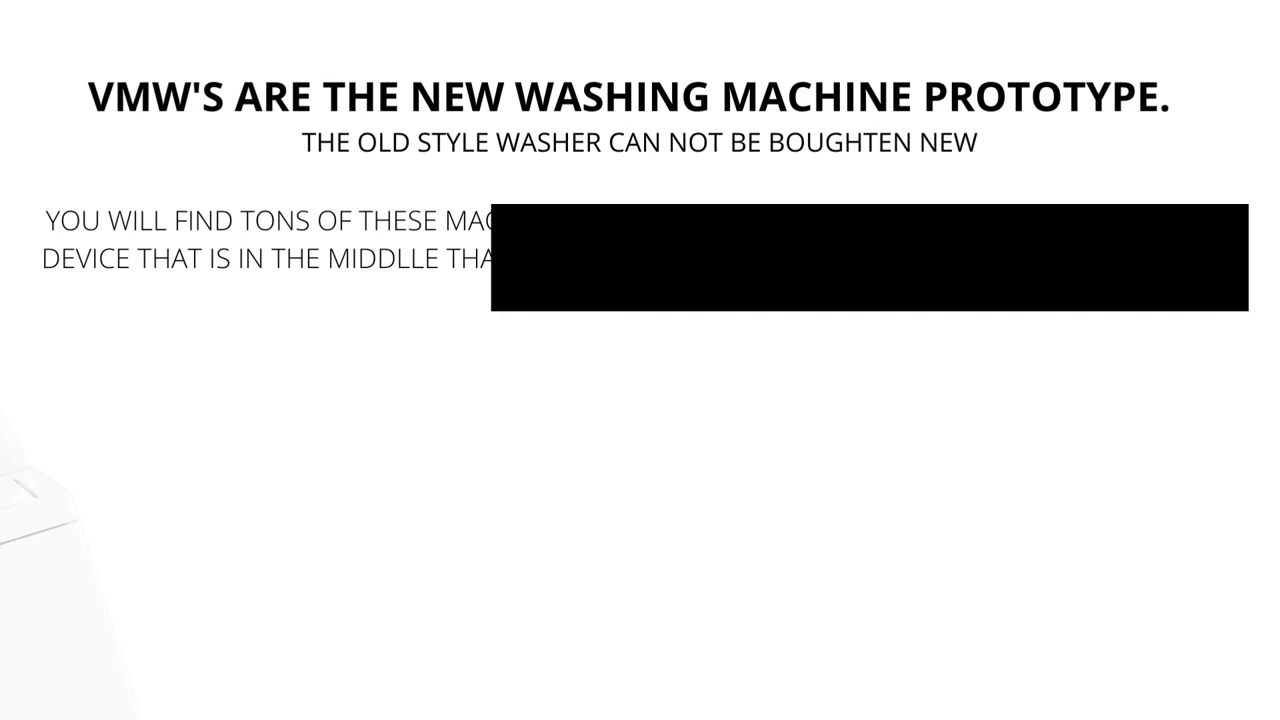 VMW'S ARE THE NEW WASHING MACHINE PROTOTYPE.
THE OLD STYLE WASHER CAN NOT BE BOUGHTEN NEW
YOU WILL FIND TONS OF THESE
DEVICE THAT IS IN THE MIDDLLE